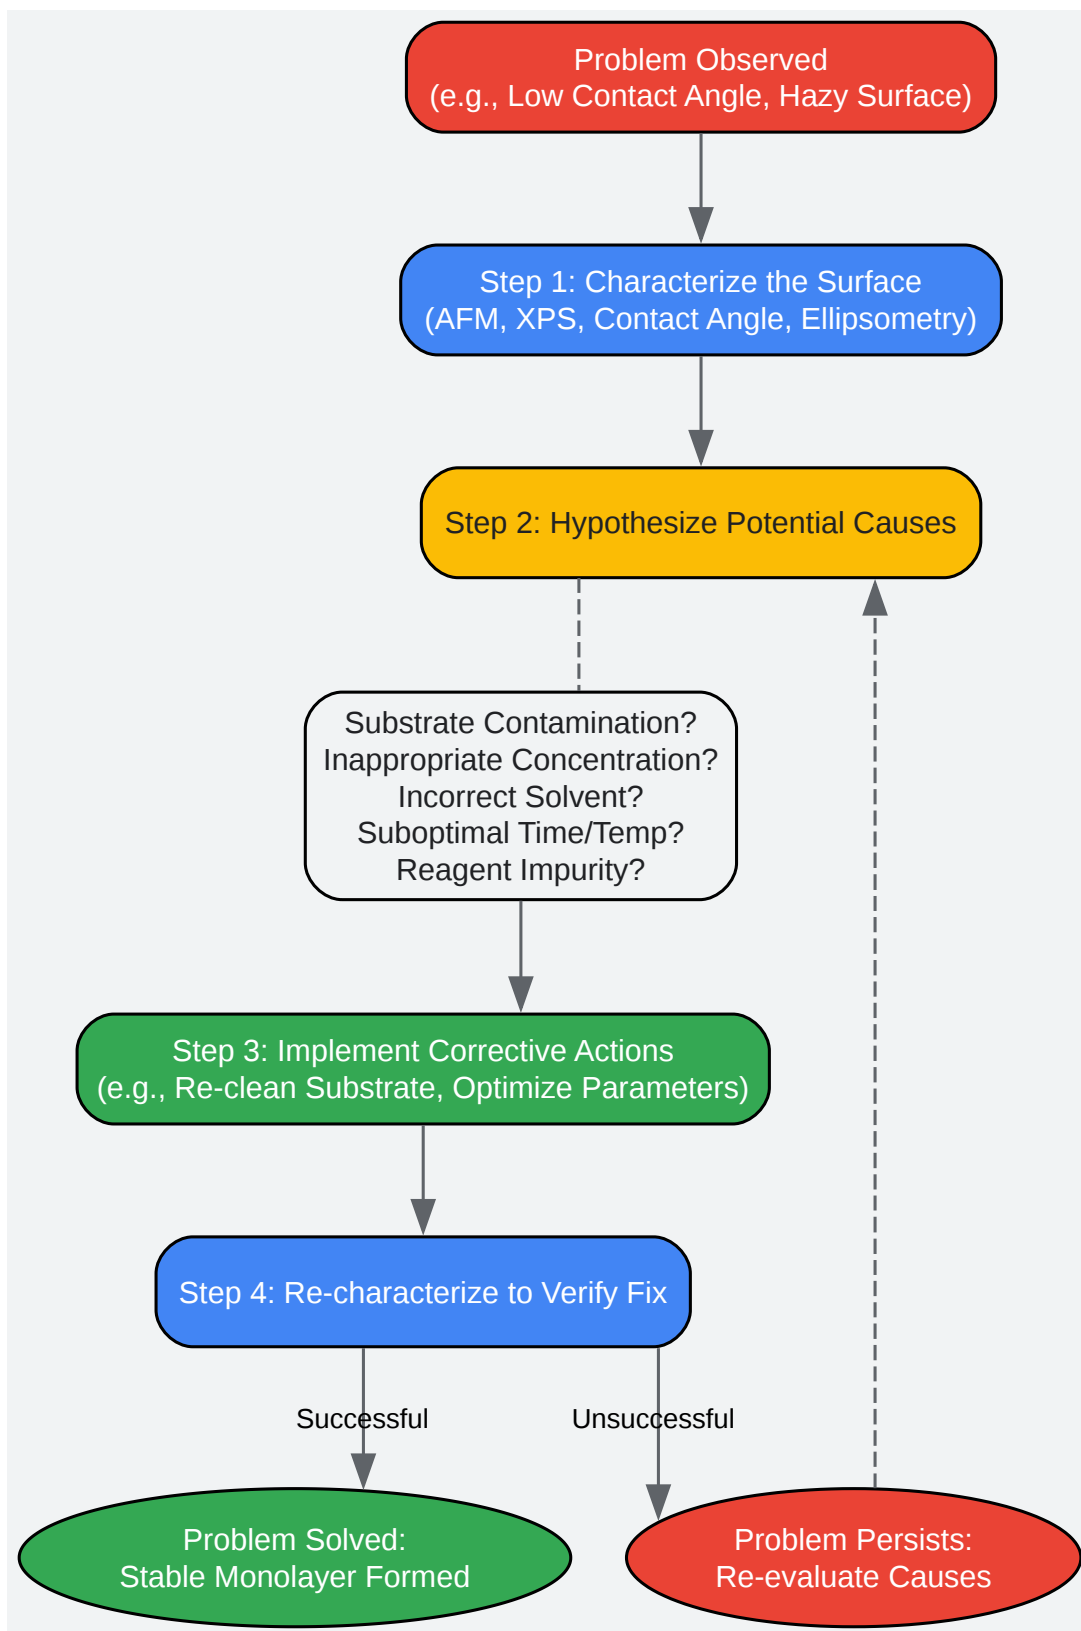 Problem Observed
(e.g., Low Contact Angle, Hazy Surface)
Step 1: Characterize the Surface
(AFM, XPS, Contact Angle, Ellipsometry)
Step 2: Hypothesize Potential Causes
Substrate Contamination?
Inappropriate Concentration?
Incorrect Solvent?
Suboptimal Time/Temp?
Reagent Impurity?
Step 3: Implement Corrective Actions
(e.g., Re-clean Substrate, Optimize Parameters)
Step 4: Re-characterize to Verify Fix
Successful
Unsuccessful
Problem Solved:
Stable Monolayer Formed
Problem Persists:
Re-evaluate Causes